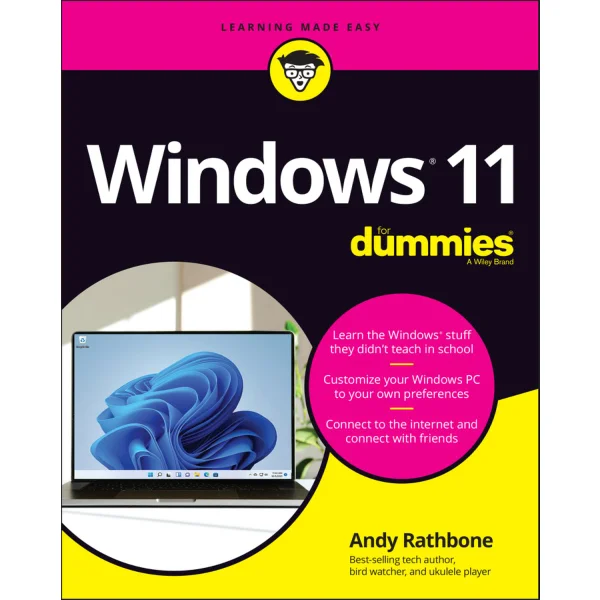 LEARNING MADE EASY
Windows® 11
for
dummies®
A Wiley Brand
Learn the Windows® stuff
they didn't teach in school
Customize your Windows PC
to your own preferences
Connect to the internet and
connect with friends
Andy Rathbone
Best-selling tech author,
bird watcher, and ukulele player